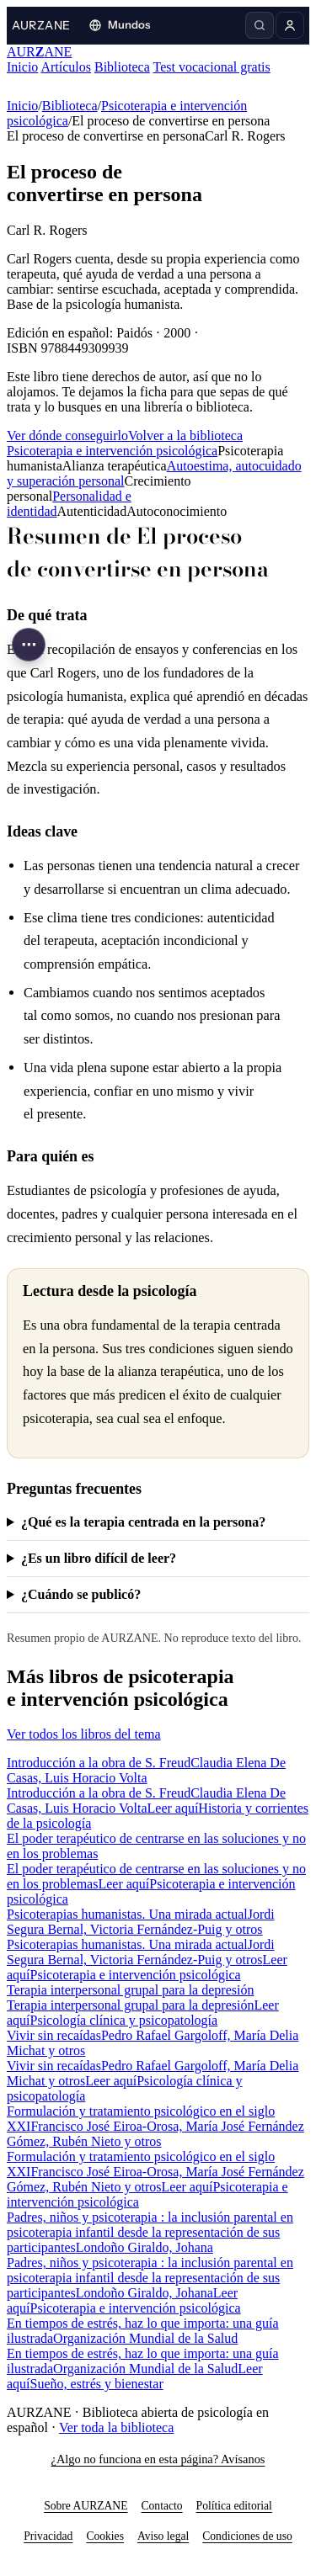 AURZANE Mundos
AURZANE
Inicio Artículos Biblioteca Test vocacional gratis
Inicio/Biblioteca/Psicoterapia e intervención
psicológica/El proceso de convertirse en persona
El proceso de convertirse en personaCarl R. Rogers
El proceso de
convertirse en persona
Carl R. Rogers
Carl Rogers cuenta, desde su propia experiencia como
terapeuta, qué ayuda de verdad a una persona a
cambiar: sentirse escuchada, aceptada y comprendida.
Base de la psicología humanista.
Edición en español: Paidós · 2000 ·
ISBN 9788449309939
Este libro tiene derechos de autor, así que no lo
alojamos. Te dejamos la ficha para que sepas de qué
trata y lo busques en una librería o biblioteca.
Ver dónde conseguirloVolver a la biblioteca
Psicoterapia e intervención psicológicaPsicoterapia
humanistaAlianza terapéuticaAutoestima, autocuidado
y superación personalCrecimiento
personalPersonalidad e
identidadAutenticidadAutoconocimiento
Resumen de El proceso
de convertirse en persona
De qué trata
recopilación de ensayos y conferencias en los
que Carl Rogers, uno de los fundadores de la
psicología humanista, explica qué aprendió en décadas
de terapia: qué ayuda de verdad a una persona a
cambiar y cómo es una vida plenamente vivida.
Mezcla su experiencia personal, casos y resultados
de investigación.
Ideas clave
• Las personas tienen una tendencia natural a crecer
y desarrollarse si encuentran un clima adecuado.
• Ese clima tiene tres condiciones: autenticidad
del terapeuta, aceptación incondicional y
comprensión empática.
• Cambiamos cuando nos sentimos aceptados
tal como somos, no cuando nos presionan para
ser distintos.
• Una vida plena supone estar abierto a la propia
experiencia, confiar en uno mismo y vivir
el presente.
Para quién es
Estudiantes de psicología y profesiones de ayuda,
docentes, padres y cualquier persona interesada en el
crecimiento personal y las relaciones.
Lectura desde la psicología
Es una obra fundamental de la terapia centrada
en la persona. Sus tres condiciones siguen siendo
hoy la base de la alianza terapéutica, uno de los
factores que más predicen el éxito de cualquier
psicoterapia, sea cual sea el enfoque.
Preguntas frecuentes
¿Qué es la terapia centrada en la persona?
¿Es un libro difícil de leer?
¿Cuándo se publicó?
Resumen propio de AURZANE. No reproduce texto del libro.
Más libros de psicoterapia
e intervención psicológica
Ver todos los libros del tema
Introducción a la obra de S. FreudClaudia Elena De
Casas, Luis Horacio Volta
Introducción a la obra de S. FreudClaudia Elena De
Casas, Luis Horacio VoltaLeer aquíHistoria y corrientes
de la psicología
El poder terapéutico de centrarse en las soluciones y no
en los problemas
El poder terapéutico de centrarse en las soluciones y no
en los problemasLeer aquíPsicoterapia e intervención
psicológica
Psicoterapias humanistas. Una mirada actualJordi
Segura Bernal, Victoria Fernández-Puig y otros
Psicoterapias humanistas. Una mirada actualJordi
Segura Bernal, Victoria Fernández-Puig y otrosLeer
aquíPsicoterapia e intervención psicológica
Terapia interpersonal grupal para la depresión
Terapia interpersonal grupal para la depresiónLeer
aquíPsicología clínica y psicopatología
Vivir sin recaídasPedro Rafael Gargoloff, María Delia
Michat y otros
Vivir sin recaídasPedro Rafael Gargoloff, María Delia
Michat y otrosLeer aquíPsicología clínica y
psicopatología
Formulación y tratamiento psicológico en el siglo
XXIFrancisco José Eiroa-Orosa, María José Fernández
Gómez, Rubén Nieto y otros
Formulación y tratamiento psicológico en el siglo
XXIFrancisco José Eiroa-Orosa, María José Fernández
Gómez, Rubén Nieto y otrosLeer aquíPsicoterapia e
intervención psicológica
Padres, niños y psicoterapia : la inclusión parental en
psicoterapia infantil desde la representación de sus
participantesLondoño Giraldo, Johana
Padres, niños y psicoterapia : la inclusión parental en
psicoterapia infantil desde la representación de sus
participantesLondoño Giraldo, JohanaLeer
aquíPsicoterapia e intervención psicológica
En tiempos de estrés, haz lo que importa: una guía
ilustradaOrganización Mundial de la Salud
En tiempos de estrés, haz lo que importa: una guía
ilustradaOrganización Mundial de la SaludLeer
aquíSueño, estrés y bienestar
AURZANE · Biblioteca abierta de psicología en
español · Ver toda la biblioteca
¿Algo no funciona en esta página? Avísanos
Sobre AURZANE Contacto Política editorial
Privacidad Cookies Aviso legal Condiciones de uso